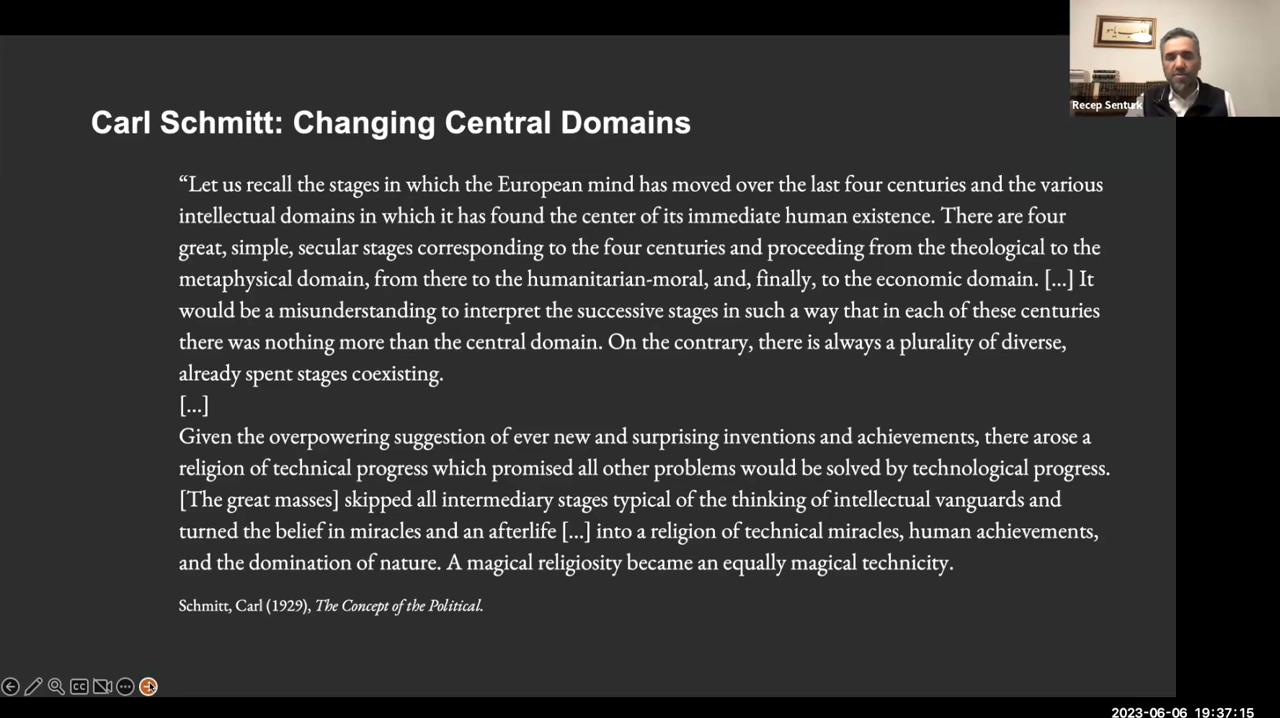 Recep Senturk
Carl Schmitt: Changing Central Domains
“Let us recall the stages in which the European mind has moved over the last four centuries and the various
intellectual domains in which it has found the center of its immediate human existence. There are four
great, simple, secular stages corresponding to the four centuries and proceeding from the theological to the
metaphysical domain, from there to the humanitarian-moral, and, finally, to the economic domain. [...] It
would be a misunderstanding to interpret the successive stages in such a way that in each of these centuries
there was nothing more than the central domain. On the contrary, there is always a plurality of diverse,
already spent stages coexisting.
[...]
Given the overpowering suggestion of ever new and surprising inventions and achievements, there arose a
religion of technical progress which promised all other problems would be solved by technological progress.
[The great masses] skipped all intermediary stages typical of the thinking of intellectual vanguards and
turned the belief in miracles and an afterlife [...] into a religion of technical miracles, human achievements,
and the domination of nature. A magical religiosity became an equally magical technicity.
Schmitt, Carl (1929), The Concept of the Political.
CC
2023-06-06 19:37:15